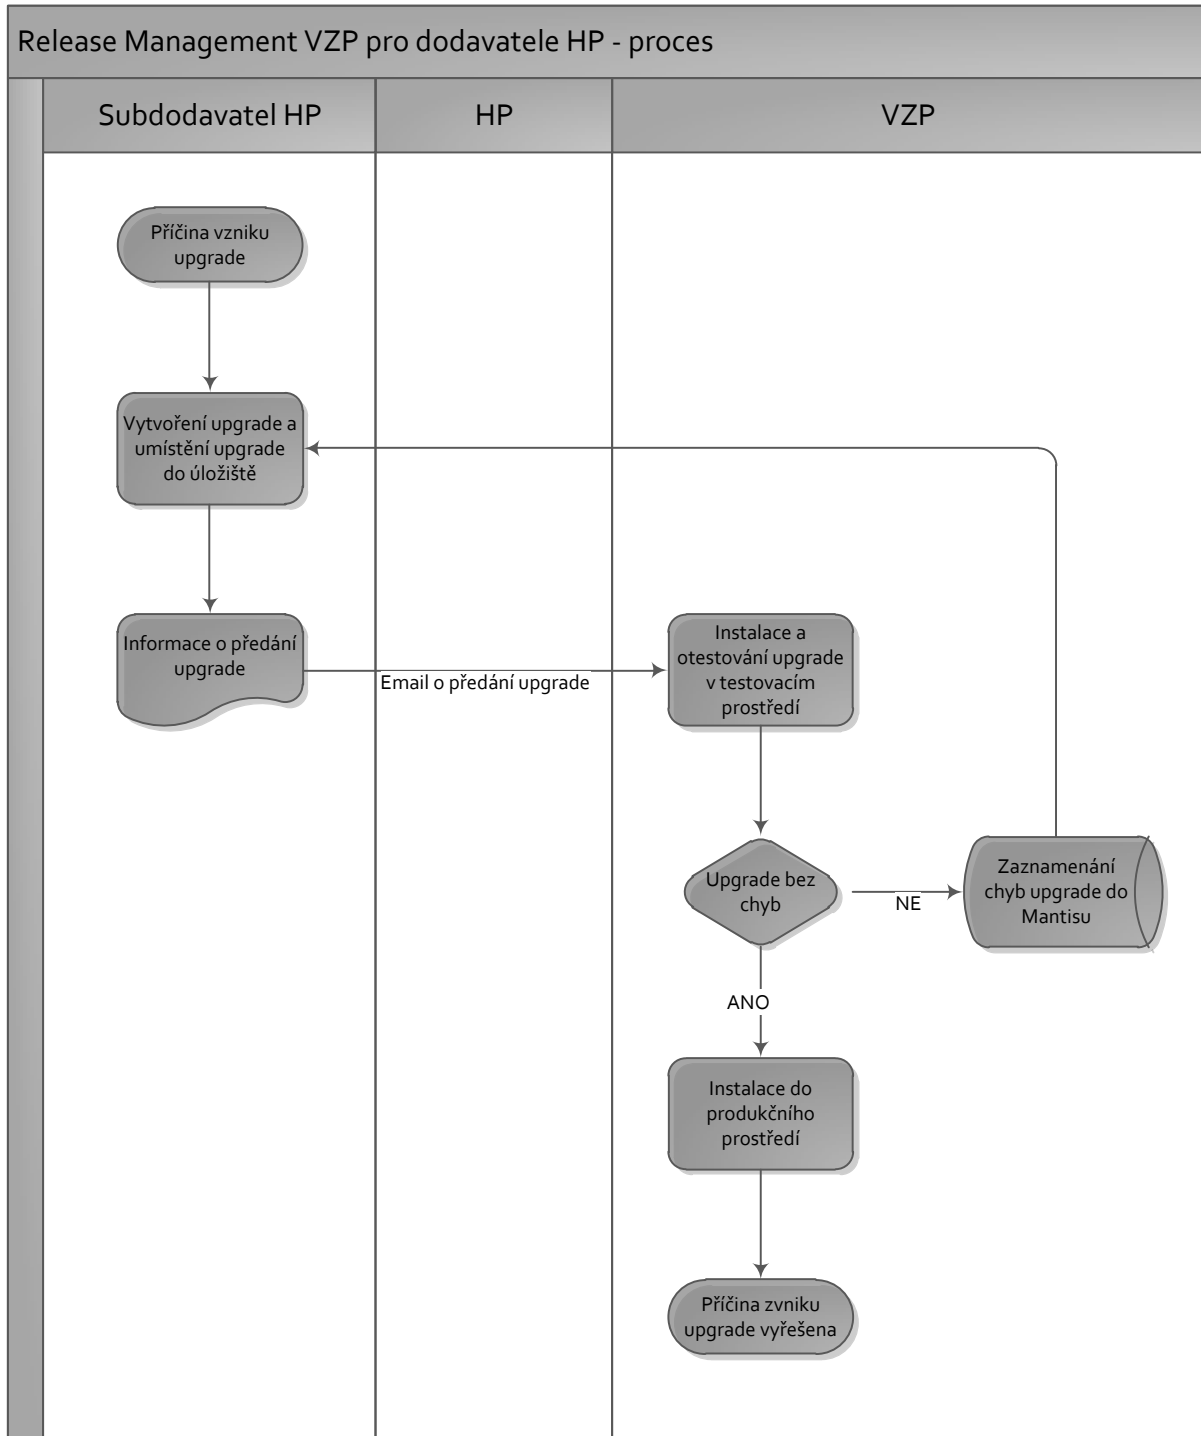 Release Management VZP pro dodavatele HP - proces
Subdodavatel HP
HP
VZP
Příčina vzniku
upgrade
Vytvoření upgrade a
umístění upgrade
do úložiště
Informace o předání
upgrade
Email o předání upgrade
Instalace a
otestování upgrade
v testovacím
prostředí
Upgrade bez
chyb
NE
Zaznamenání
chyb upgrade do
Mantisu
ANO
Instalace do
produkčního
prostředí
Příčina zvniku
upgrade vyřešena